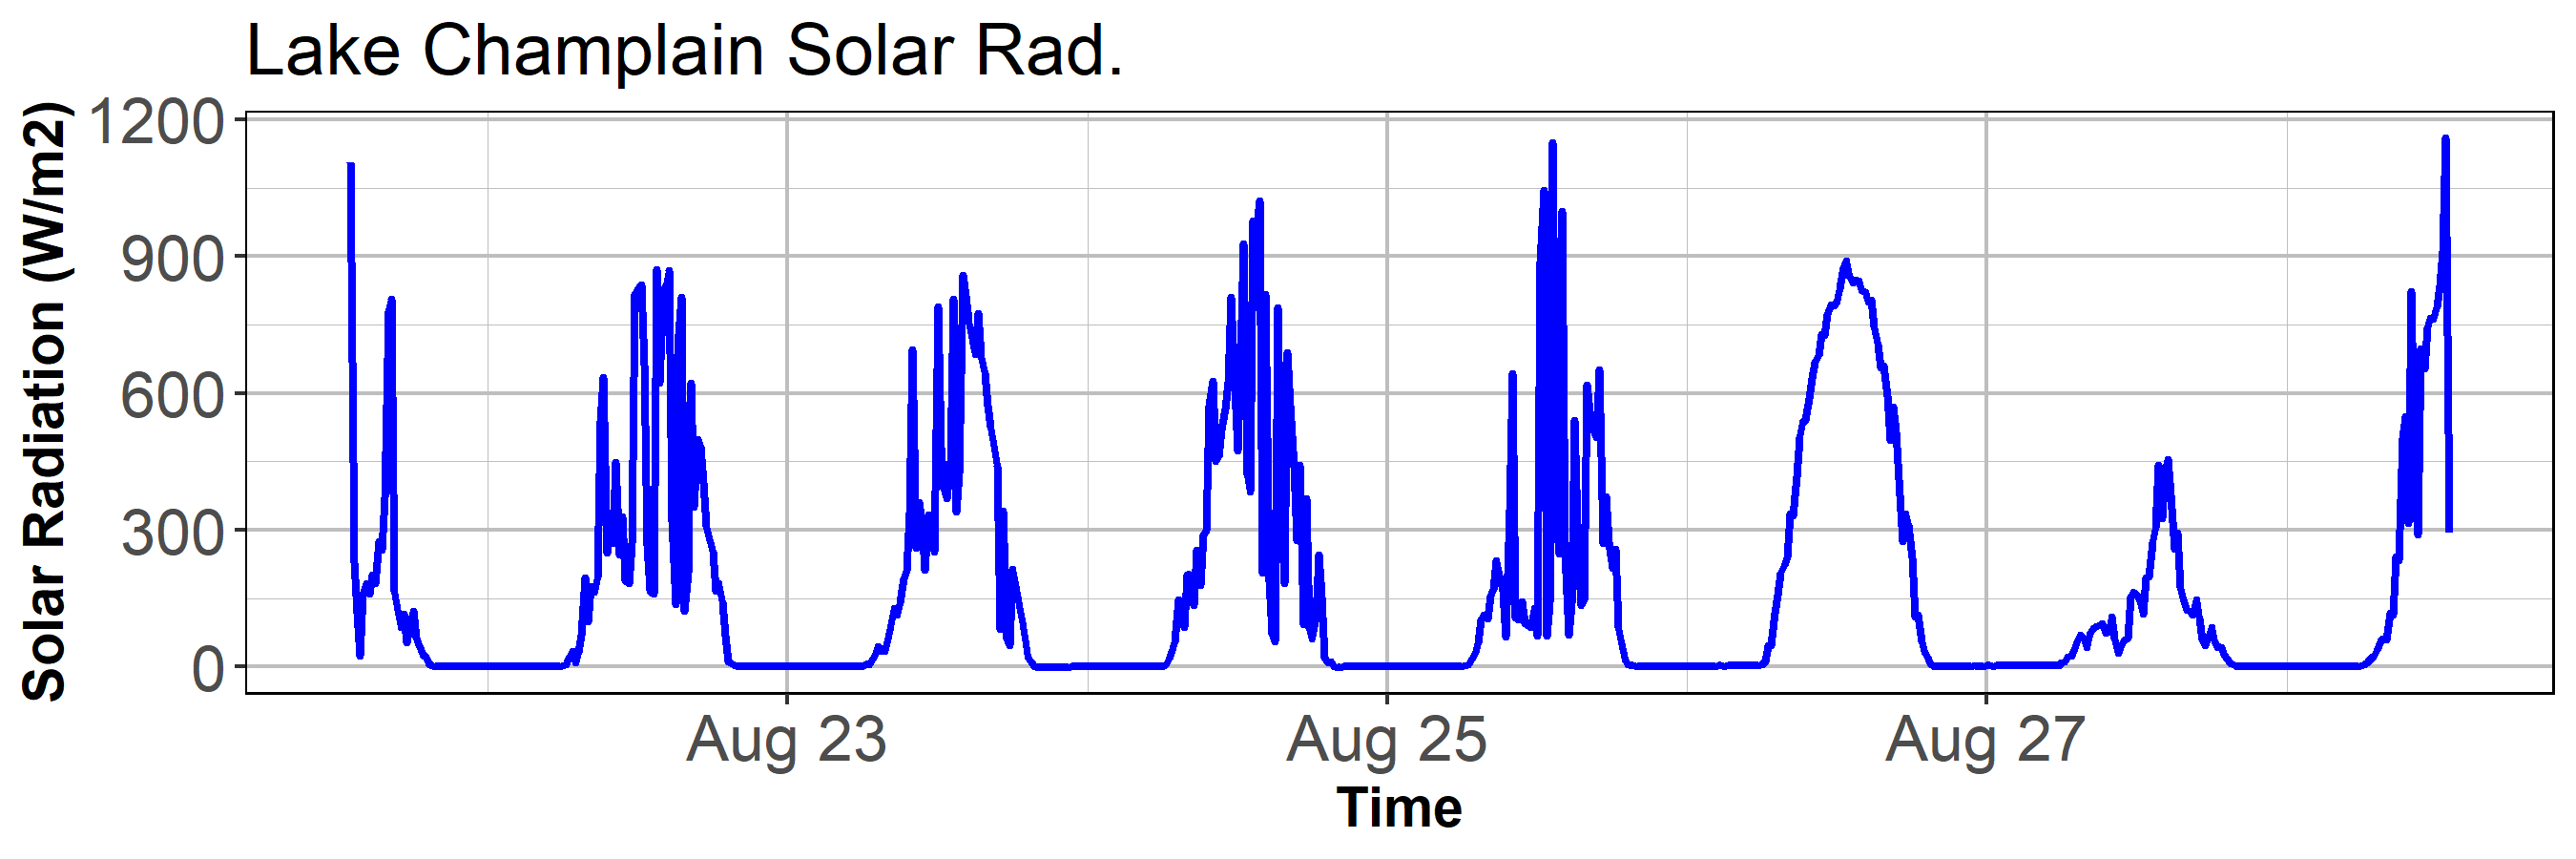 Lake Champlain Solar Rad.
Solar Radiation (W/m2)
1200
900
600
300
0
Aug 23 Aug 25 Aug 27
Time